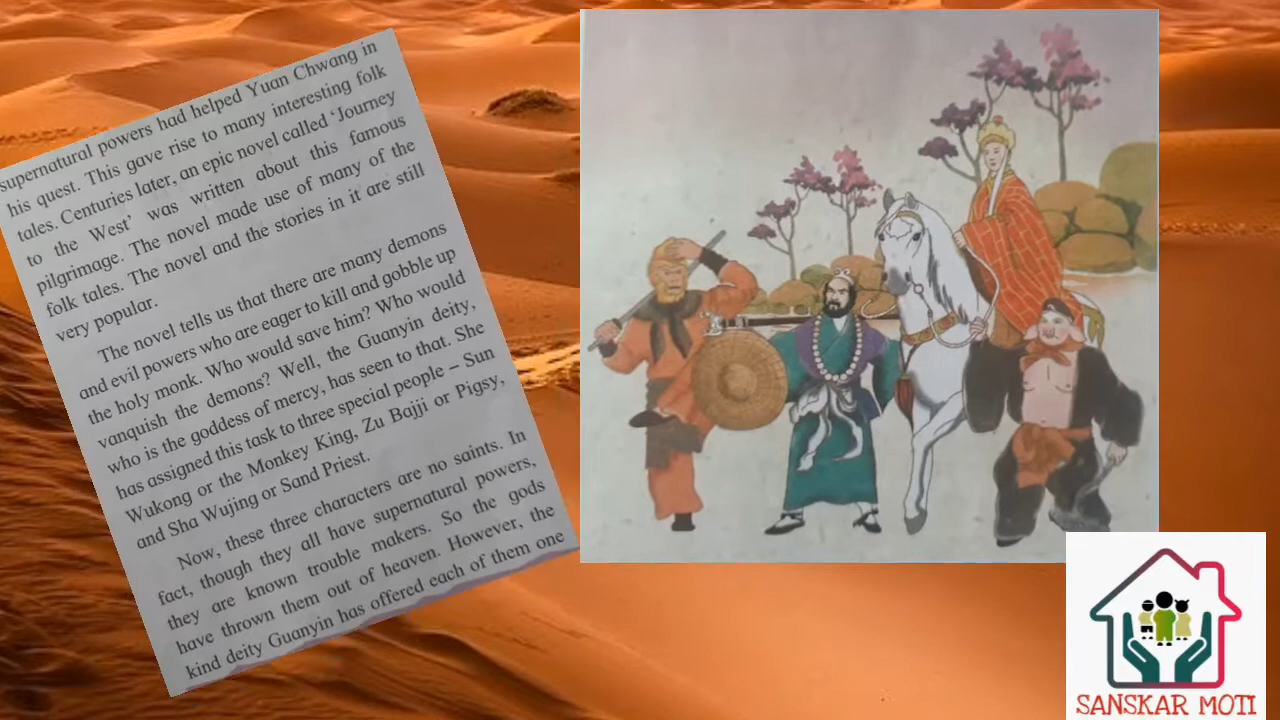 supernatural powers had helped Yuan Chwang in
his quest. This gave rise to many interesting folk
tales. Centuries later, an epic novel called 'Journey
to the West' was written about this famous
pilgrimage. The novel made use of many of the
folk tales. The novel and the stories in it are still
very popular.
The novel tells us that there are many demons
and evil powers who are eager to kill and gobble up
the holy monk. Who would save him? Who would
vanquish the demons? Well, the Guanyin deity,
who is the goddess of mercy, has seen to that. She
has assigned this task to three special people – Sun
Wukong or the Monkey King, Zu Bajji or Pigsy,
and Sha Wujing or Sand Priest.
Now, these three characters are no saints. In
fact, though they all have supernatural powers,
they are known trouble makers. So the gods
have thrown them out of heaven. However, the
kind deity Guanyin has offered each of them one
SANSKAR MOTI